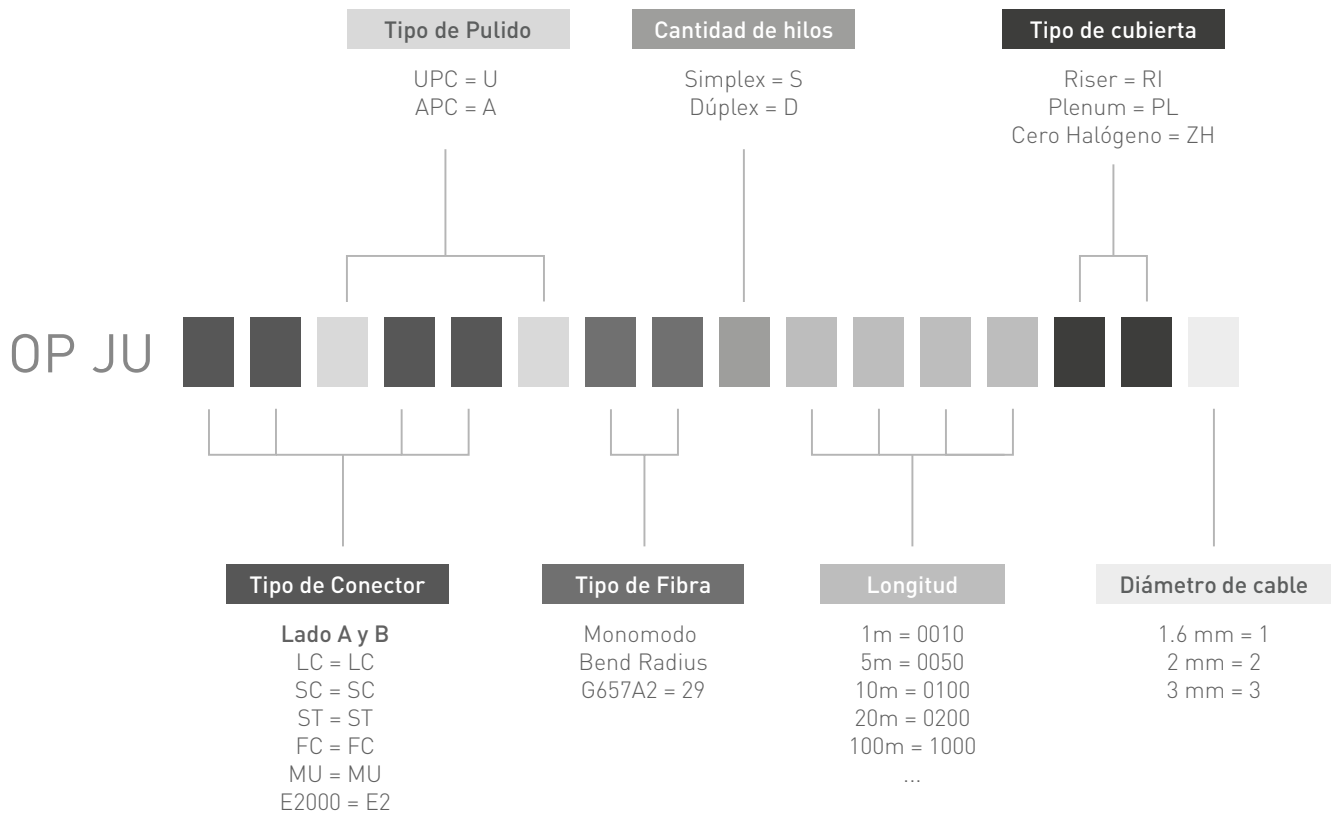 Tipo de Pulido
UPC = U
APC = A
Cantidad de hilos
Simplex = S
Dúplex = D
Tipo de cubierta
Riser = RI
Plenum = PL
Cero Halógeno = ZH
OP JU
Tipo de Conector
Lado A y B
LC = LC
SC = SC
ST = ST
FC = FC
MU = MU
E2000 = E2
Tipo de Fibra
Monomodo
Bend Radius
G657A2 = 29
Longitud
1m = 0010
5m = 0050
10m = 0100
20m = 0200
100m = 1000
...
Diámetro de cable
1.6 mm = 1
2 mm = 2
3 mm = 3